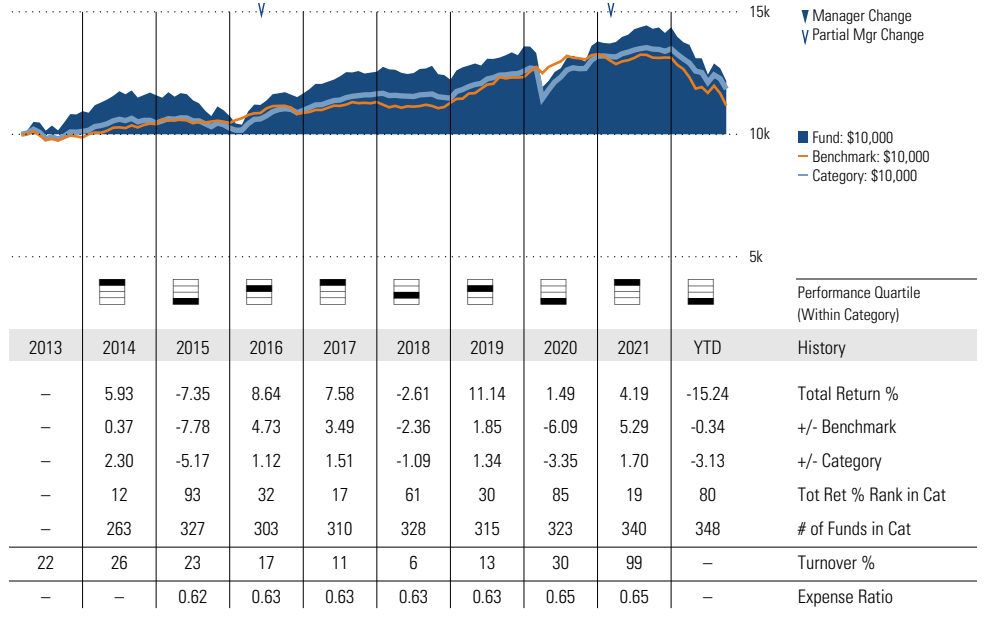 15k
Manager Change
Partial Mgr Change
10k
Fund: $10,000
Benchmark: $10,000
Category: $10,000
5k
Performance Quartile
(Within Category)
2013 2014 2015 2016 2017 2018 2019 2020 2021 YTD History
– 5.93 -7.35 8.64 7.58 -2.61 11.14 1.49 4.19 -15.24 Total Return %
– 0.37 -7.78 4.73 3.49 -2.36 1.85 -6.09 5.29 -0.34 +/- Benchmark
– 2.30 -5.17 1.12 1.51 -1.09 1.34 -3.35 1.70 -3.13 +/- Category
– 12 93 32 17 61 30 85 19 80 Tot Ret % Rank in Cat
– 263 327 303 310 328 315 323 340 348 # of Funds in Cat
22 26 23 17 11 6 13 30 99 – Turnover %
– – 0.62 0.63 0.63 0.63 0.63 0.65 0.65 – Expense Ratio